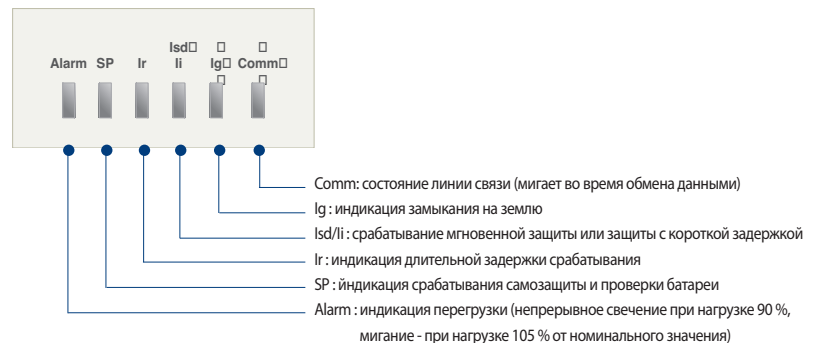 Isd
Alarm SP Ir Ii Ig Comm
Comm: состояние линии связи (мигает во время обмена данными)
Ig : индикация замыкания на землю
Isd/Ii : срабатывание мгновенной защиты или защиты с короткой задержкой
Ir : индикация длительной задержки срабатывания
SP : йндикация срабатывания самозащиты и проверки батареи
Alarm : индикация перегрузки (непрерывное свечение при нагрузке 90 %,
мигание - при нагрузке 105 % от номинального значения)